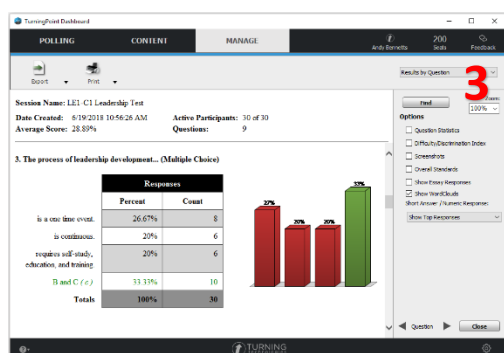 TurningPoint Dashboard
POLLING
CONTENT
MANAGE
Andy Bernetts
200
Seats
Feedback
Export
Print
Results by Question
3
Session Name: LE1-C1 Leadership Test
Date Created: 6/19/2018 10:56:26 AM
Active Participants: 30 of 30
Average Score: 28.89%
Questions: 9
Find
100%
Options
Question Statistics
Difficulty/Discrimination Index
Screenshots
Overall Standards
Show Essay Responses
Show WordClouds
Short Answer / Numeric Response:
Show Top Responses
3. The process of leadership development... (Multiple Choice)
Responses
Percent Count
is a one time event. 26.67% 8
is continuous. 20% 6
requires self-study, education, and training. 20% 6
B and C (c) 33.33% 10
Totals 100% 30
27%
20%
20%
33%
Question
Close
TURNING